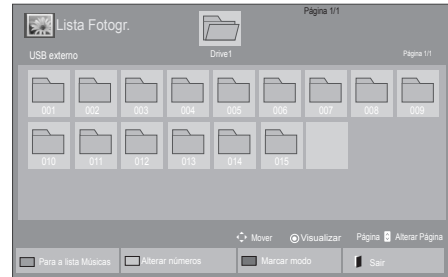 Página 1/1
Lista Fotogr.
USB externo Drive1 Página 1/1
001 002 003 004 005 006 007 008 009
010 011 012 013 014 015
Mover Visualizar Página Alterar Página
Para a lista Músicas Alterar números Marcar modo Sair